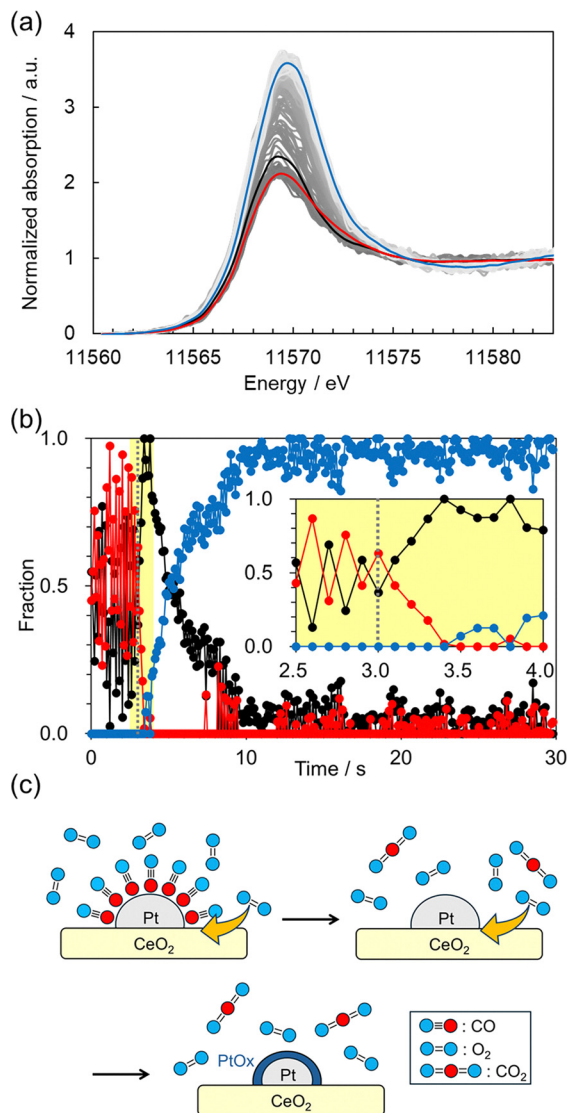 (a)
Normalized absorption / a.u.
4
3
2
1
0
11560 11565 11570 11575 11580
Energy / eV
(b)
Fraction
1.0
0.5
0.0
1.0
0.5
0.0
2.5 3.0 3.5 4.0
0 10 20 30
Time / s
(c)
Pt
CeO2
Pt
CeO2
PtOx
Pt
CeO2
: CO
: O2
: CO2